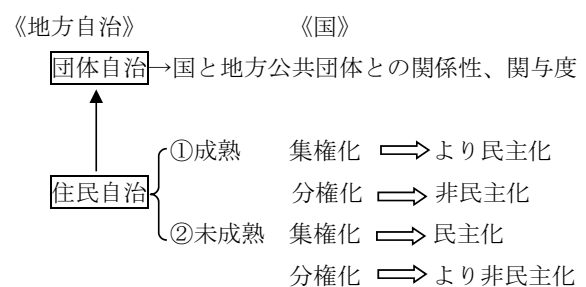 《地方自治》 《国》
団体自治→国と地方公共団体との関係性、関与度
①成熟 集権化 より民主化
住民自治 分権化 非民主化
②未成熟 集権化 民主化
分権化 より非民主化